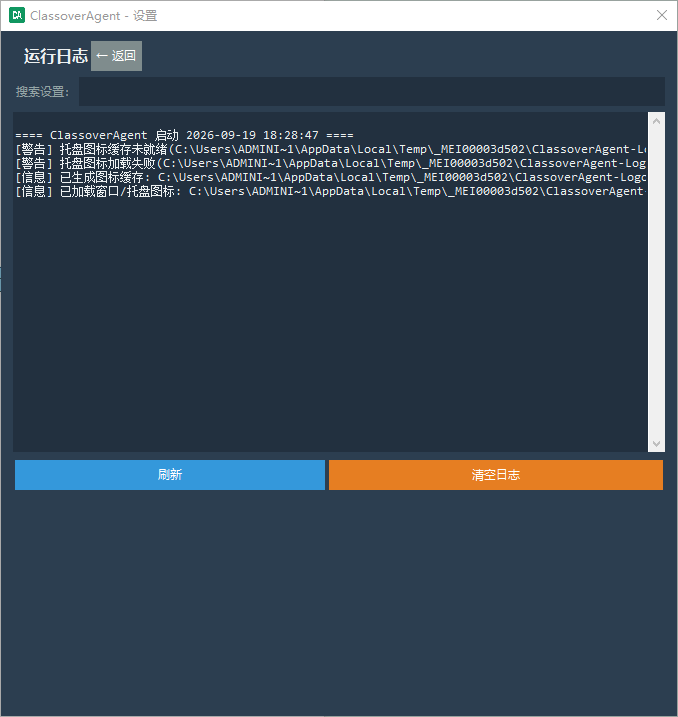 CA ClassoverAgent - 设置
运行日志 ← 返回
搜索设置:
==== ClassoverAgent 启动 2026-09-19 18:28:47 ====
[警告] 托盘图标缓存未就绪(C:\Users\ADMINI~1\AppData\Local\Temp\_MEI00003d502\ClassoverAgent-Lo
[警告] 托盘图标加载失败(C:\Users\ADMINI~1\AppData\Local\Temp\_MEI00003d502\ClassoverAgent-Log
[信息] 已生成图标缓存: C:\Users\ADMINI~1\AppData\Local\Temp\_MEI00003d502\ClassoverAgent-Logo
[信息] 已加载窗口/托盘图标: C:\Users\ADMINI~1\AppData\Local\Temp\_MEI00003d502\ClassoverAgent-
刷新 清空日志